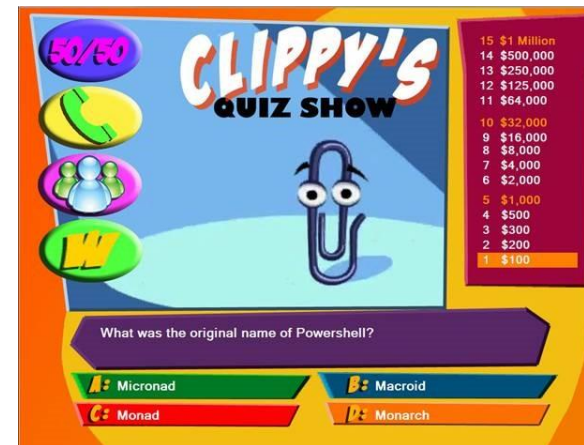 50/50
CLIPPY'S
QUIZ SHOW
W
15 $1 Million
14 $500,000
13 $250,000
12 $125,000
11 $64,000
10 $32,000
9 $16,000
8 $8,000
7 $4,000
6 $2,000
5 $1,000
4 $500
3 $300
2 $200
1 $100
What was the original name of Powershell?
A: Micronad
B: Macroid
C: Monad
D: Monarch